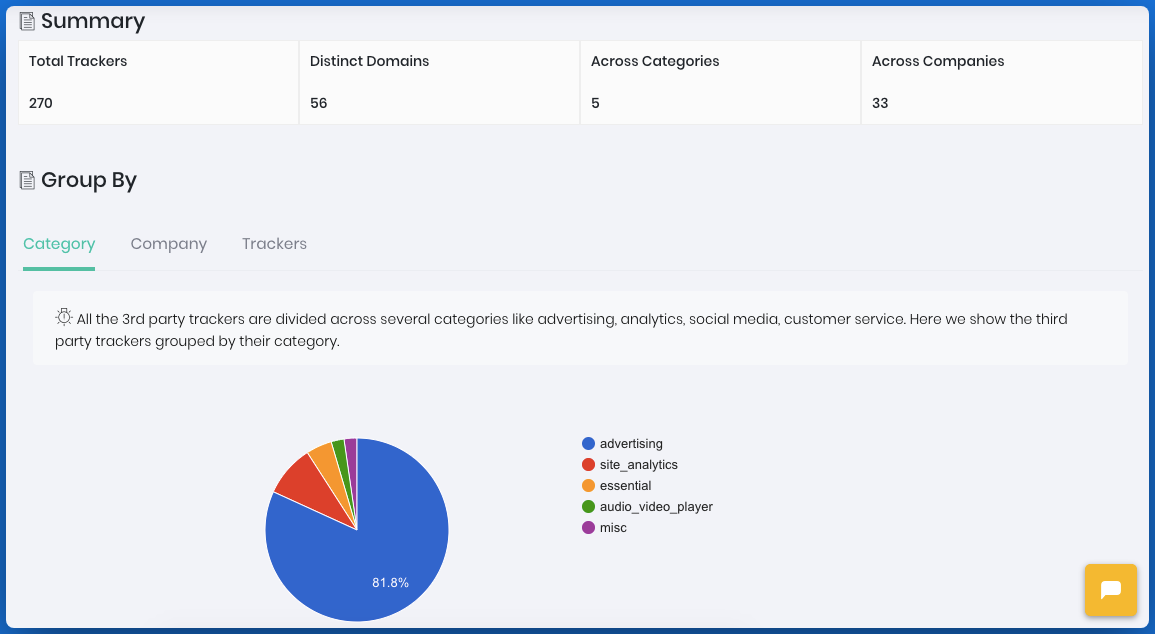 Summary
Total Trackers
Distinct Domains
Across Categories
Across Companies
270
56
5
33
Group By
Category
Company
Trackers
All the 3rd party trackers are divided across several categories like advertising, analytics, social media, customer service. Here we show the third
party trackers grouped by their category.
advertising
site_analytics
essential
audio_video_player
misc
81.8%